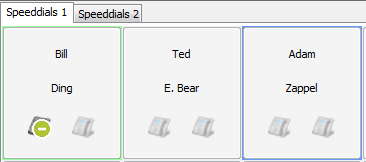 Speeddials 1 Speeddials 2
Bill Ted Adam
Ding E. Bear Zappel